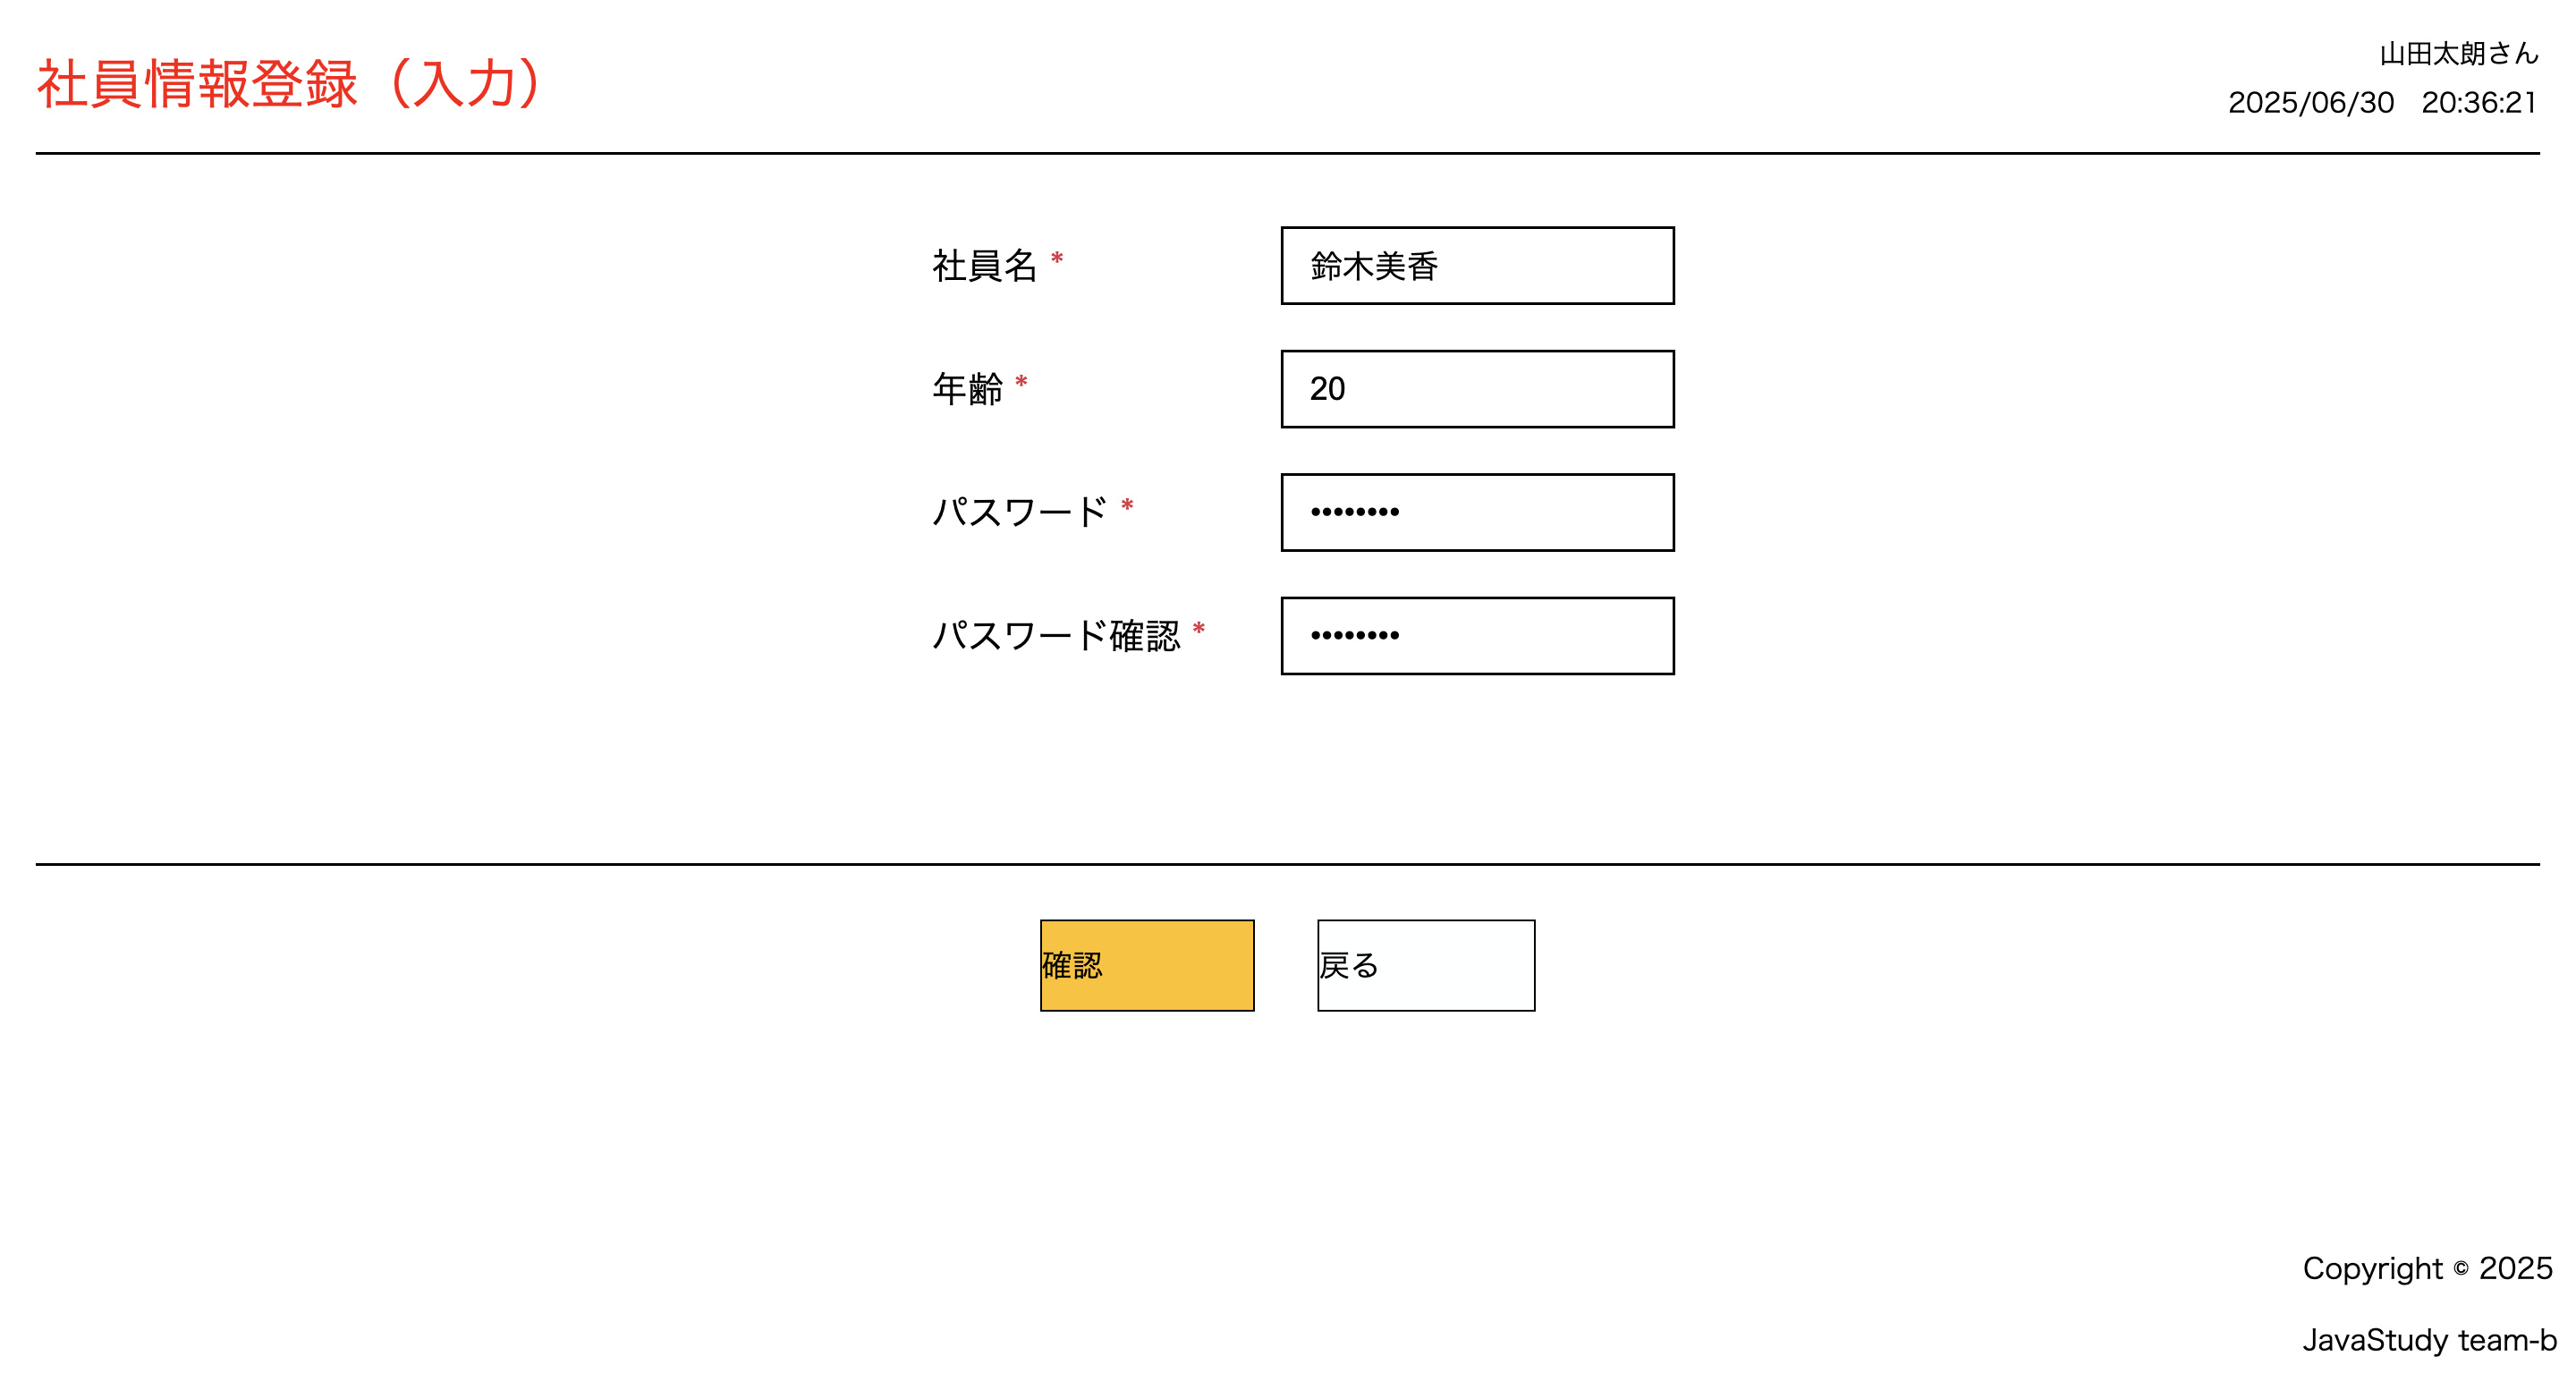 社員情報登録（入力）
山田太朗さん
2025/06/30 20:36:21
社員名 *
鈴木美香
年齢 *
20
パスワード *
••••••••
パスワード確認 *
••••••••
確認
戻る
Copyright © 2025
JavaStudy team-b